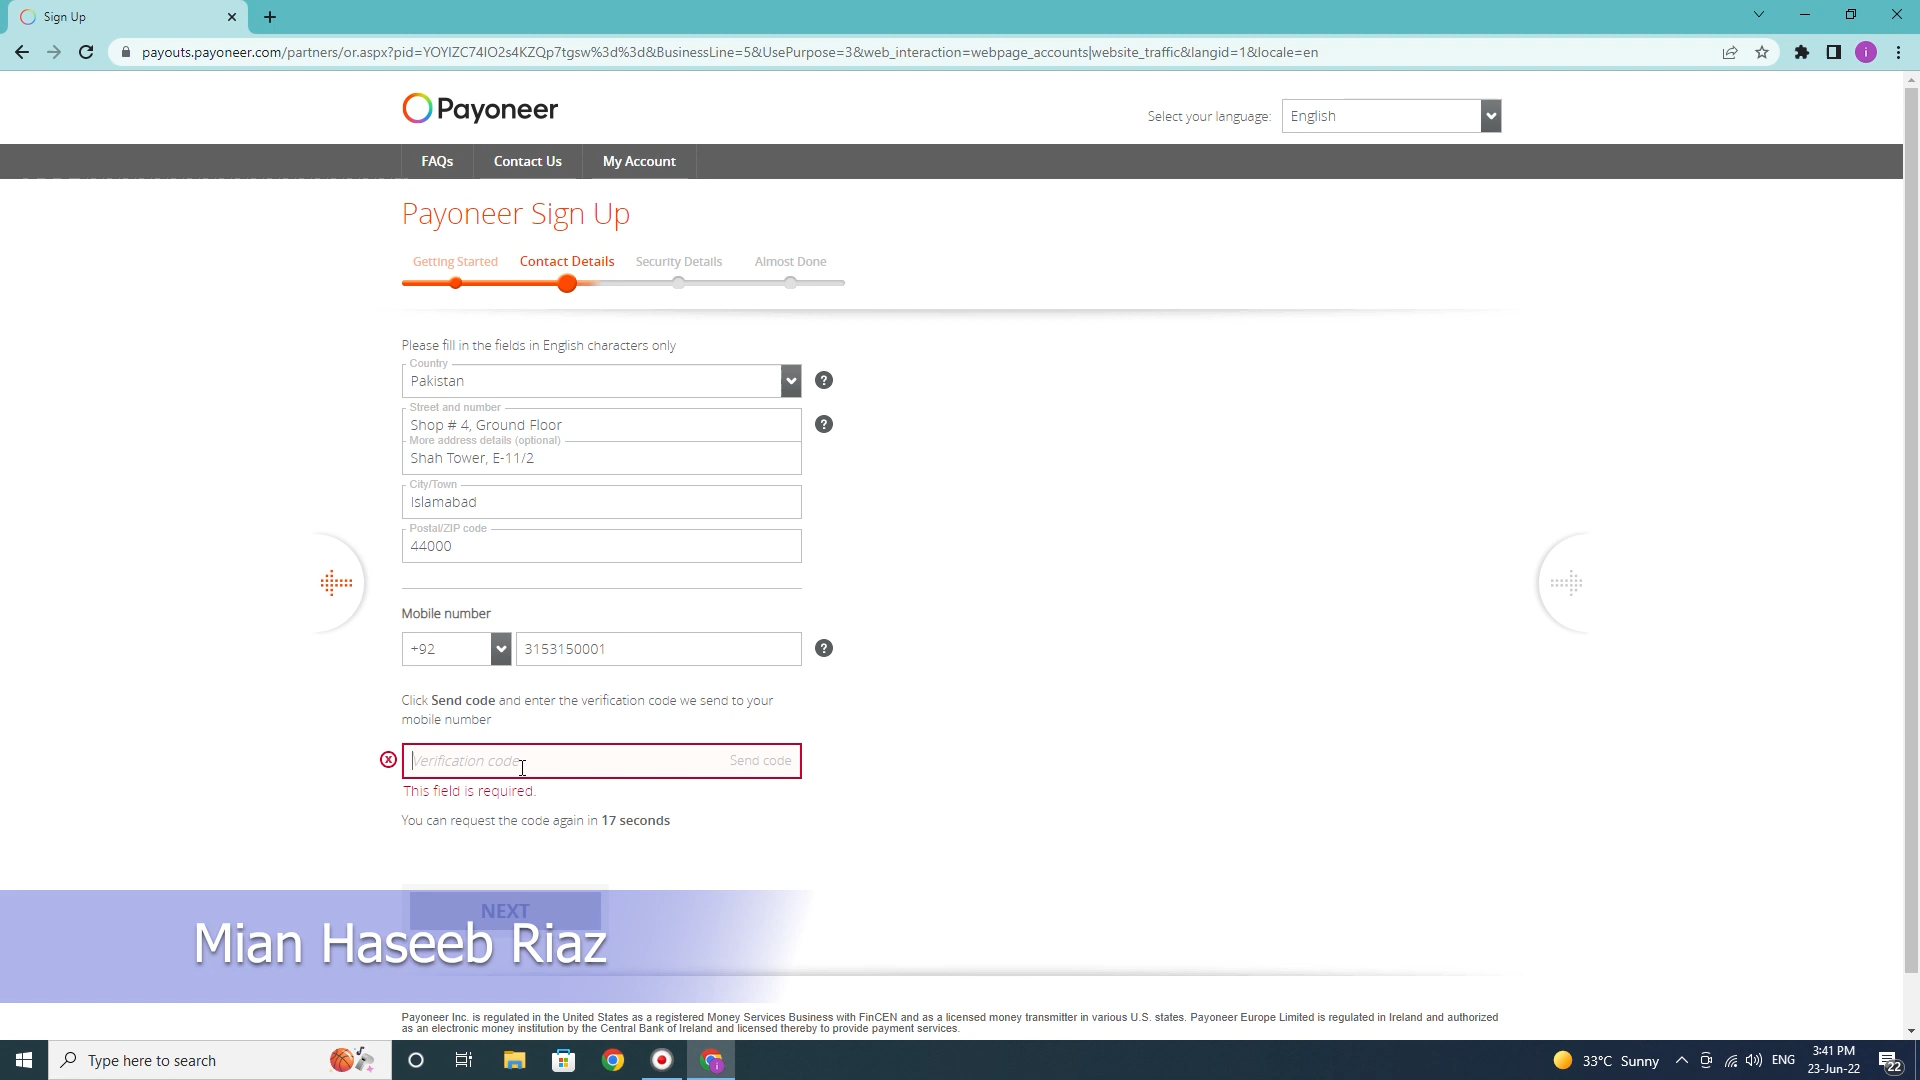 Sign Up
payouts.payoneer.com/partners/or.aspx?pid=YOYIZC74IO2s4KZQp7tgsw%3d%3d&BusinessLine=5&UsePurpose=3&web_interaction=webpage_accounts|website_traffic&langid=1&locale=en
i
Payoneer
Select your language: English
FAQs Contact Us My Account
Payoneer Sign Up
Getting Started Contact Details Security Details Almost Done
Please fill in the fields in English characters only
Country
Pakistan
?
Street and number
Shop # 4, Ground Floor
?
More address details (optional)
Shah Tower, E-11/2
City/Town
Islamabad
Postal/ZIP code
44000
Mobile number
+92 3153150001 ?
Click Send code and enter the verification code we send to your
mobile number
Verification code Send code
This field is required.
You can request the code again in 17 seconds
NEXT
Mian Haseeb Riaz
Payoneer Inc. is regulated in the United States as a registered Money Services Business with FinCEN and as a licensed money transmitter in various U.S. states. Payoneer Europe Limited is regulated in Ireland and authorized
as an electronic money institution by the Central Bank of Ireland and licensed thereby to provide payment services.
Type here to search
33°C Sunny ENG
3:41 PM
23-Jun-22
22